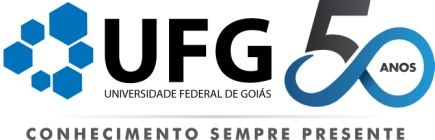 UFG
UNIVERSIDADE FEDERAL DE GOIÁS
50
ANOS
CONHECIMENTO SEMPRE PRESENTE